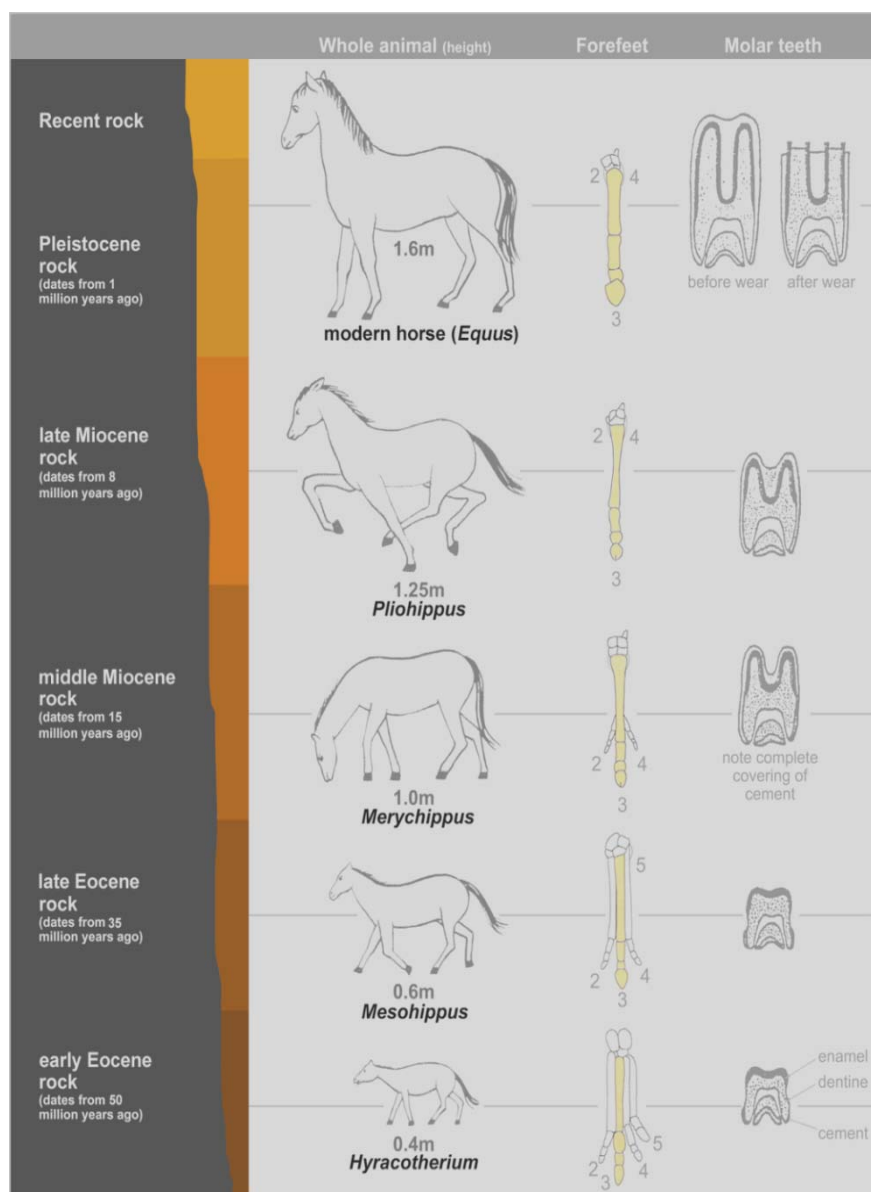 Whole animal (height) Forefeet Molar teeth
Recent rock
2 4
1.6m
Pleistocene
rock
(dates from 1
million years ago)
before wear after wear
3
modern horse (Equus)
late Miocene
rock
(dates from 8
million years ago)
2 4
3
1.25m
Pliohippus
middle Miocene
rock
(dates from 15
million years ago)
2 4
3
note complete
covering of
cement
1.0m
Merychippus
late Eocene
rock
(dates from 35
million years ago)
5
2 4
3
0.6m
Mesohippus
early Eocene
rock
(dates from 50
million years ago)
enamel
dentine
cement
5
2 4
3
0.4m
Hyracotherium